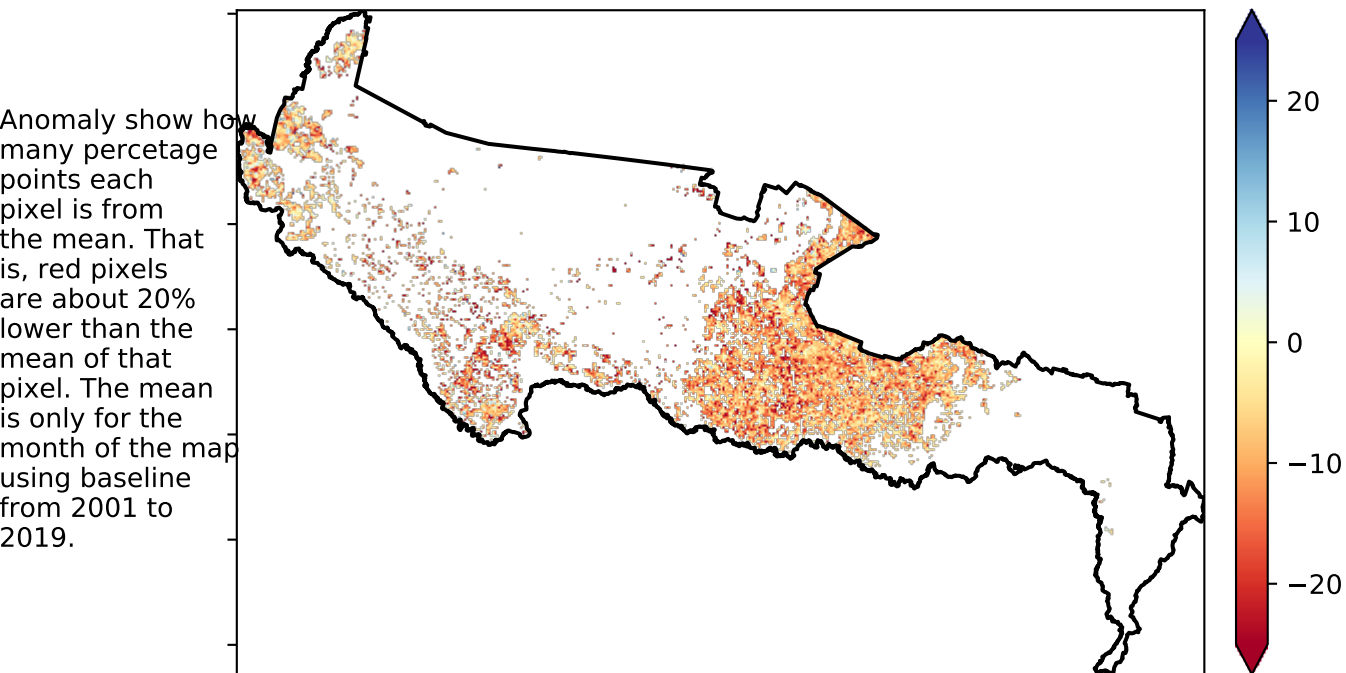 Anomaly show how
many percetage
points each
pixel is from
the mean. That
is, red pixels
are about 20%
lower than the
mean of that
pixel. The mean
is only for the
month of the map
using baseline
from 2001 to
2019.
20
10
0
−10
−20